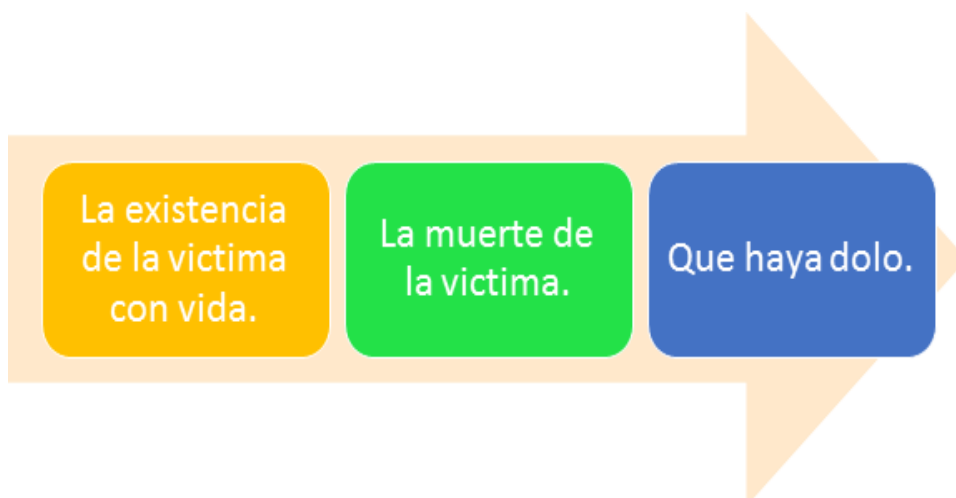 La existencia
de la victima
con vida.
La muerte de
la victima.
Que haya dolo.